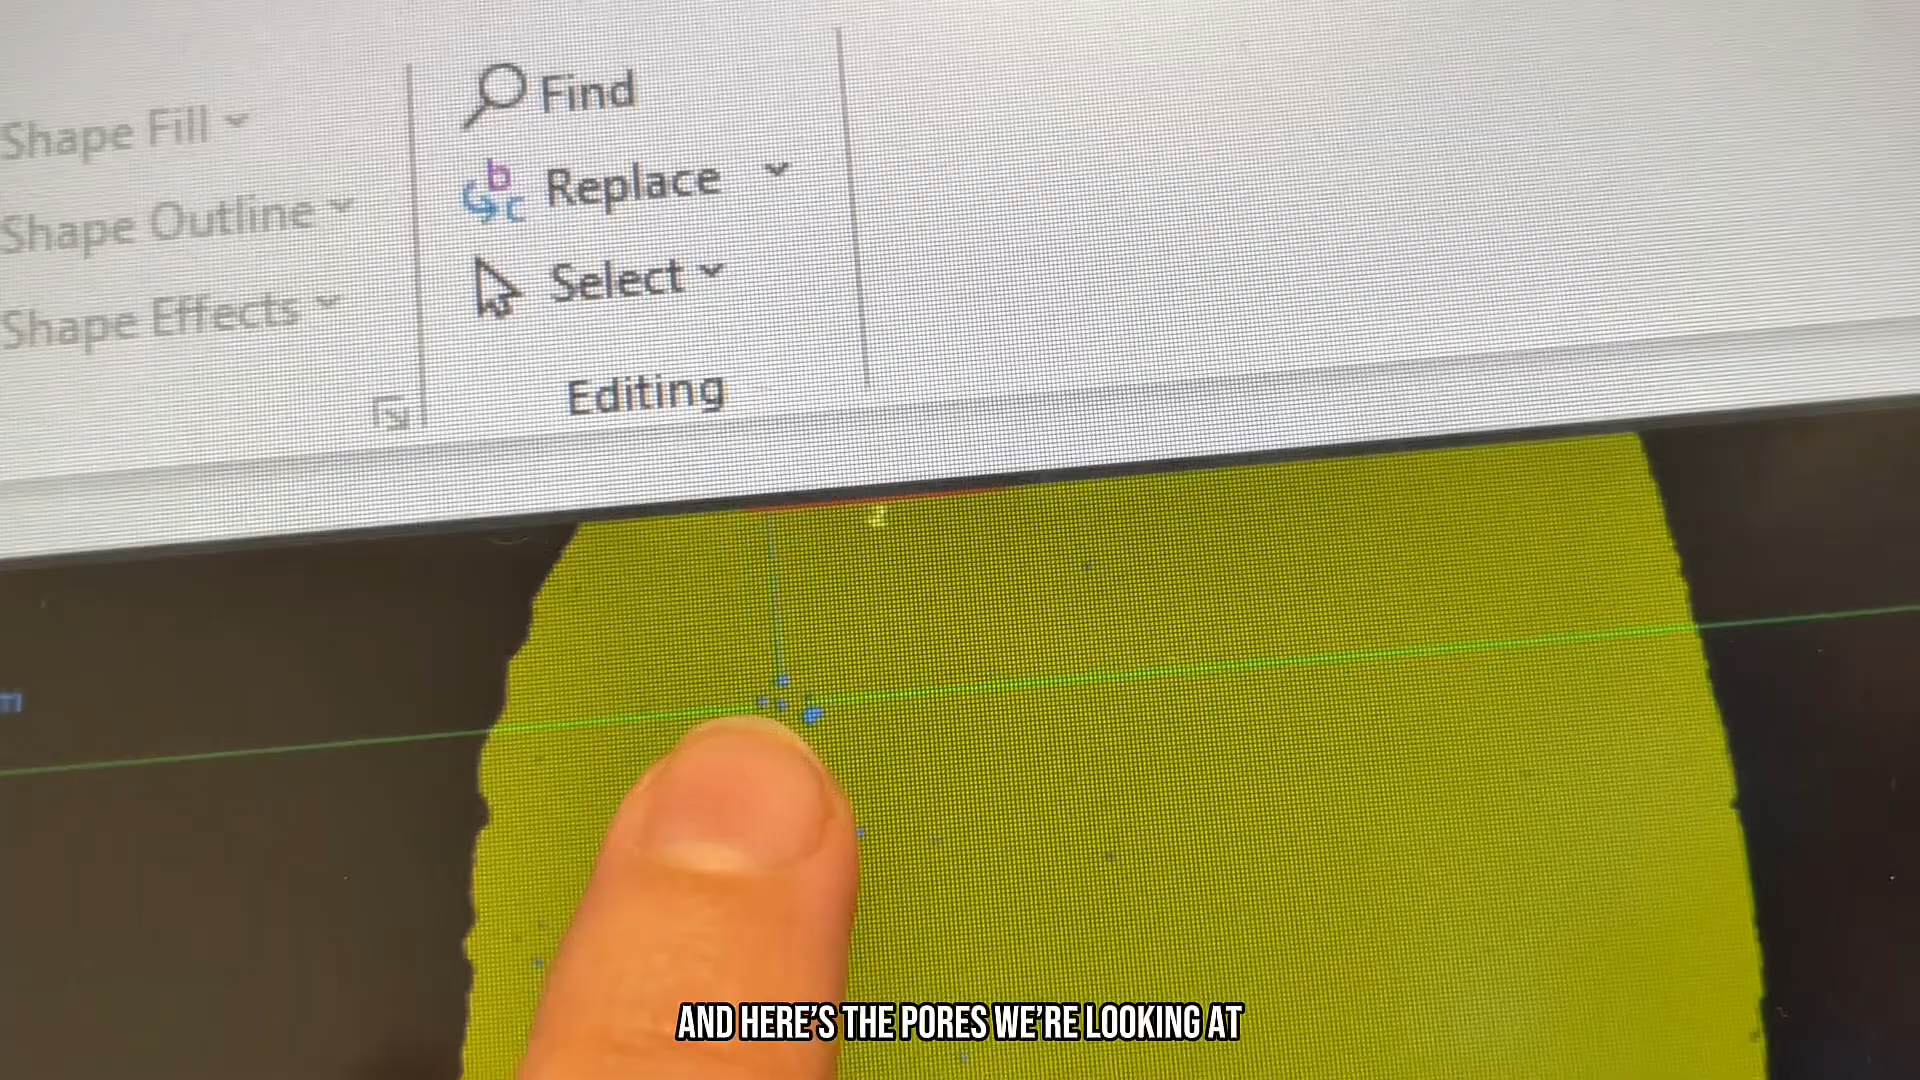 Shape Fill
Shape Outline
Shape Effects
Find
Replace
Select
Editing
AND HERE'S THE PORES WE'RE LOOKING AT